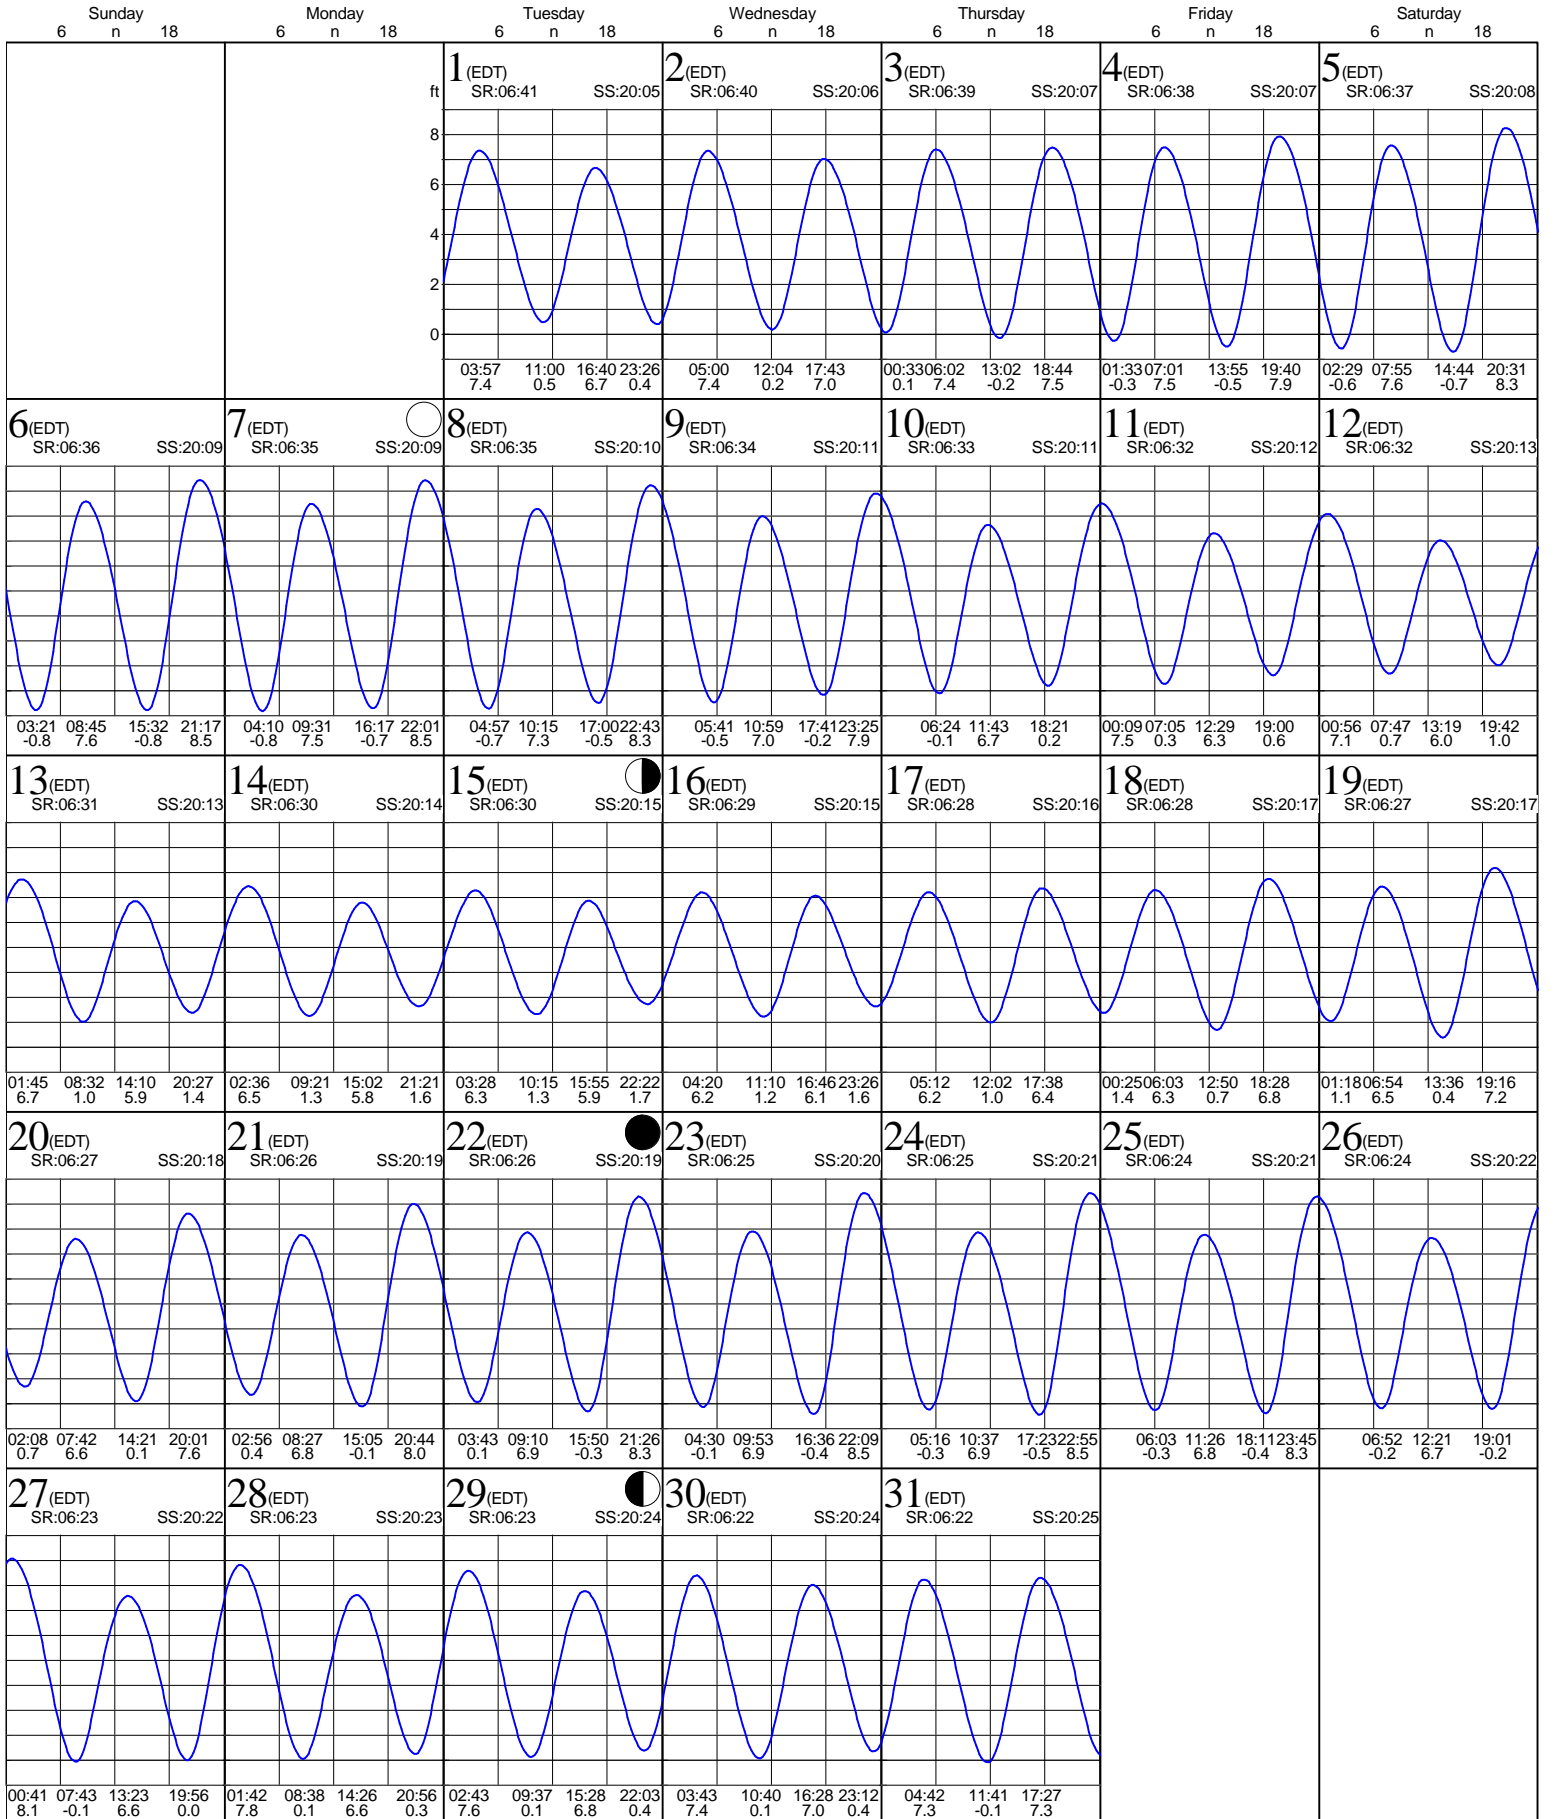 Sunday Monday Tuesday Wednesday Thursday Friday Saturday
6 n 18 6 n 18 6 n 18 6 n 18 6 n 18 6 n 18 6 n 18
1(EDT) 2(EDT) 3(EDT) 4(EDT) 5(EDT)
ft SR:06:41 SS:20:05 SR:06:40 SS:20:06 SR:06:39 SS:20:07 SR:06:38 SS:20:07 SR:06:37 SS:20:08
8
6
4
2
0
03:57 11:00 16:40 23:26 05:00 12:04 17:43 00:33 06:02 13:02 18:44 01:33 07:01 13:55 19:40 02:29 07:55 14:44 20:31
7.4 0.5 6.7 0.4 7.4 0.2 7.0 0.1 7.4 -0.2 7.5 -0.3 7.5 -0.5 7.9 -0.6 7.6 -0.7 8.3
6(EDT) 7(EDT) 8(EDT) 9(EDT) 10(EDT) 11(EDT) 12(EDT)
SR:06:36 SS:20:09 SR:06:35 SS:20:09 SR:06:35 SS:20:10 SR:06:34 SS:20:11 SR:06:33 SS:20:11 SR:06:32 SS:20:12 SR:06:32 SS:20:13
03:21 08:45 15:32 21:17 04:10 09:31 16:17 22:01 04:57 10:15 17:00 22:43 05:41 10:59 17:41 23:25 06:24 11:43 18:21 00:09 07:05 12:29 19:00 00:56 07:47 13:19 19:42
-0.8 7.6 -0.8 8.5 -0.8 7.5 -0.7 8.5 -0.7 7.3 -0.5 8.3 -0.5 7.0 -0.2 7.9 -0.1 6.7 0.2 7.5 0.3 6.3 0.6 7.1 0.7 6.0 1.0
13(EDT) 14(EDT) 15(EDT) 16(EDT) 17(EDT) 18(EDT) 19(EDT)
SR:06:31 SS:20:13 SR:06:30 SS:20:14 SR:06:30 SS:20:15 SR:06:29 SS:20:15 SR:06:28 SS:20:16 SR:06:28 SS:20:17 SR:06:27 SS:20:17
01:45 08:32 14:10 20:27 02:36 09:21 15:02 21:21 03:28 10:15 15:55 22:22 04:20 11:10 16:46 23:26 05:12 12:02 17:38 00:25 06:03 12:50 18:28 01:18 06:54 13:36 19:16
6.7 1.0 5.9 1.4 6.5 1.3 5.8 1.6 6.3 1.3 5.9 1.7 6.2 1.2 6.1 1.6 6.2 1.0 6.4 1.4 6.3 0.7 6.8 1.1 6.5 0.4 7.2
20(EDT) 21(EDT) 22(EDT) 23(EDT) 24(EDT) 25(EDT) 26(EDT)
SR:06:27 SS:20:18 SR:06:26 SS:20:19 SR:06:26 SS:20:19 SR:06:25 SS:20:20 SR:06:25 SS:20:21 SR:06:24 SS:20:21 SR:06:24 SS:20:22
02:08 07:42 14:21 20:01 02:56 08:27 15:05 20:44 03:43 09:10 15:50 21:26 04:30 09:53 16:36 22:09 05:16 10:37 17:23 22:55 06:03 11:26 18:11 23:45 06:52 12:21 19:01
0.7 6.6 0.1 7.6 0.4 6.8 -0.1 8.0 0.1 6.9 -0.3 8.3 -0.1 6.9 -0.4 8.5 -0.3 6.9 -0.5 8.5 -0.3 6.8 -0.4 8.3 -0.2 6.7 -0.2
27(EDT) 28(EDT) 29(EDT) 30(EDT) 31(EDT)
SR:06:23 SS:20:22 SR:06:23 SS:20:23 SR:06:23 SS:20:24 SR:06:22 SS:20:24 SR:06:22 SS:20:25
00:41 07:43 13:23 19:56 01:42 08:38 14:26 20:56 02:43 09:37 15:28 22:03 03:43 10:40 16:28 23:12 04:42 11:41 17:27
8.1 -0.1 6.6 0.0 7.8 0.1 6.6 0.3 7.6 0.1 6.8 0.4 7.4 0.1 7.0 0.4 7.3 -0.1 7.3